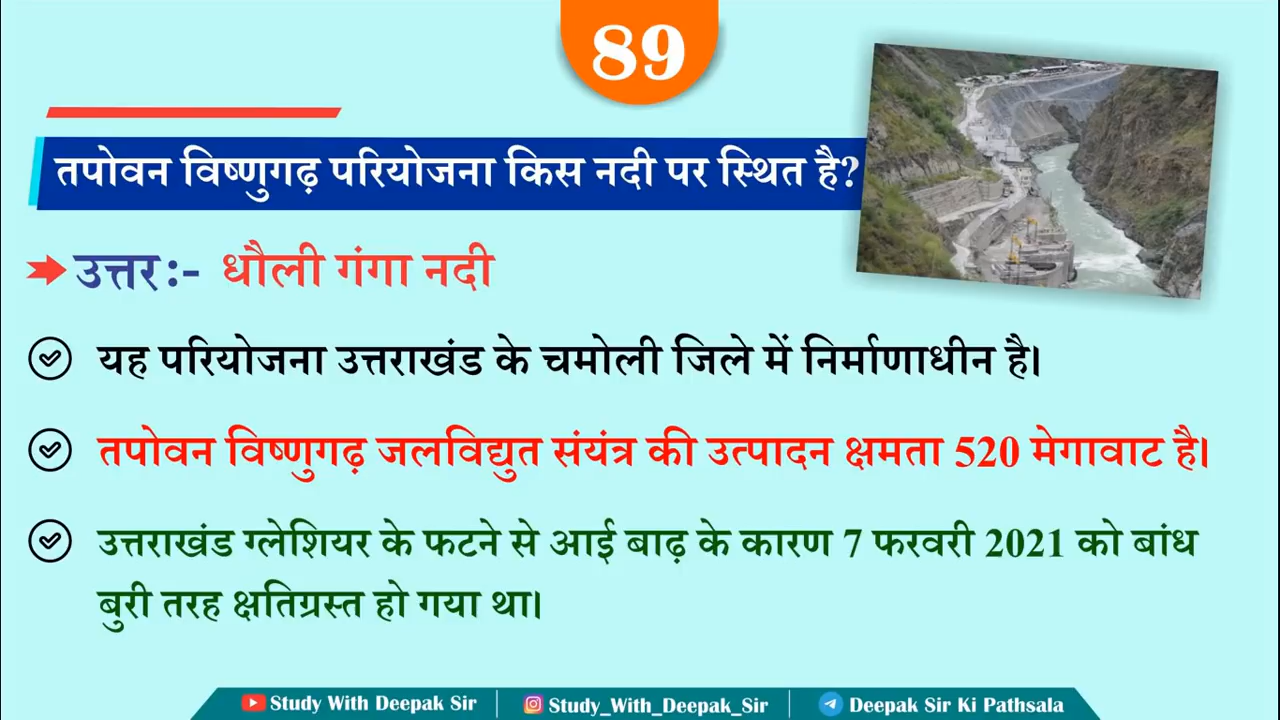 89
तपोवन विष्णुगढ़ परियोजना किस नदी पर स्थित है?
उत्तर:- धौली गंगा नदी
यह परियोजना उत्तराखंड के चमोली जिले में निर्माणाधीन है।
तपोवन विष्णुगढ़ जलविद्युत संयंत्र की उत्पादन क्षमता 520 मेगावाट है।
उत्तराखंड ग्लेशियर के फटने से आई बाढ़ के कारण 7 फरवरी 2021 को बांध
बुरी तरह क्षतिग्रस्त हो गया था।
Study With Deepak Sir Study_With_Deepak_Sir Deepak Sir Ki Pathsala